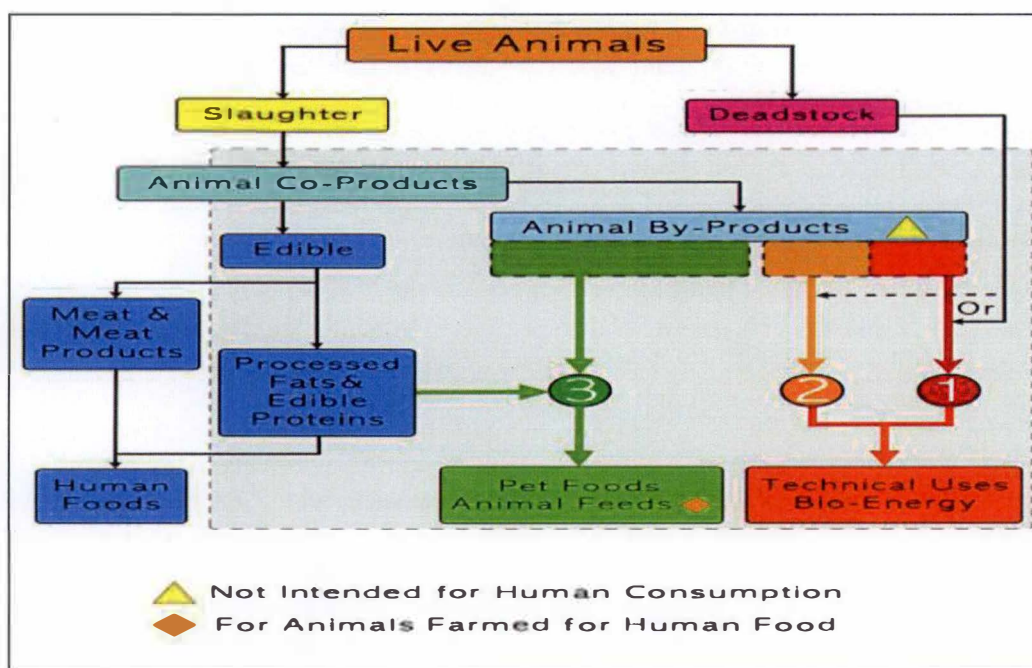 Live Animals
Slaughter
Deadstock
Animal Co-Products
Animal By-Products
Edible
Or
Meat &
Meat
Products
Processed
Fats &
Edible
Proteins
3
2
1
Human
Foods
Pet Foods
Animal Feeds
Technical Uses
Bio-Energy
Not Intended for Human Consumption
For Animals Farmed for Human Food